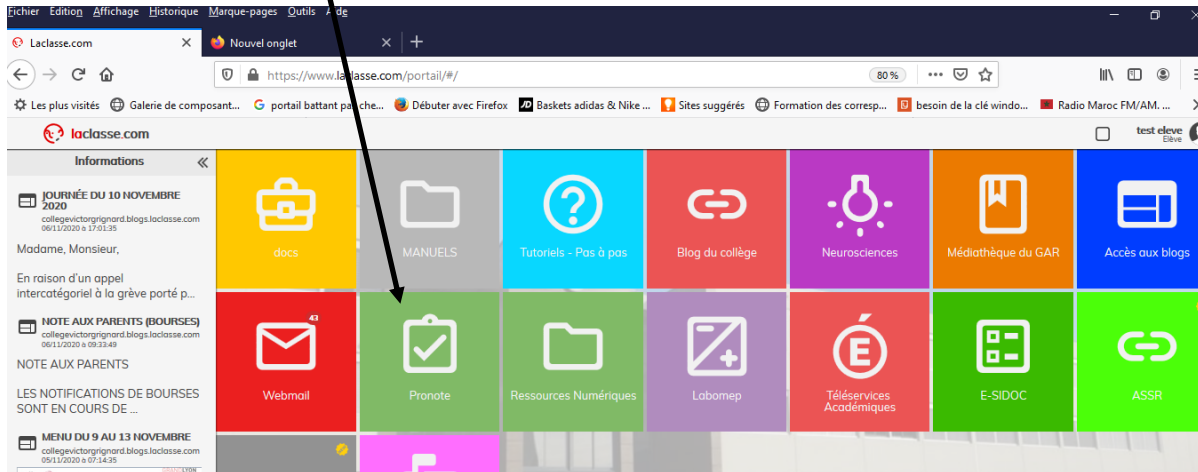 Fichier Edition Affichage Historique Marque-pages Outils Aide
Laclasse.com
Nouvel onglet
https://www.laclasse.com/portail/#/
80 %
Les plus visités Galerie de composant... portail battant pas che... Débuter avec Firefox Baskets adidas & Nike ... Sites suggérés Formation des corresp... besoin de la clé windo... Radio Maroc FM/AM. ...
laclasse.com
test eleve
Elève
Informations
JOURNÉE DU 10 NOVEMBRE
2020
collegevictorgrignard.blogs.laclasse.com
06/11/2020 à 17:01:35
Madame, Monsieur,
En raison d'un appel
intercatégoriel à la grève porté p...
NOTE AUX PARENTS (BOURSES)
collegevictorgrignard.blogs.laclasse.com
06/11/2020 à 09:33:49
NOTE AUX PARENTS
LES NOTIFICATIONS DE BOURSES
SONT EN COURS DE ...
MENU DU 9 AU 13 NOVEMBRE
collegevictorgrignard.blogs.laclasse.com
05/11/2020 à 07:14:35
docs
MANUELS
Tutoriels - Pas à pas
Blog du collège
Neurosciences
Médiathèque du GAR
Accès aux blogs
43
Webmail
Pronote
Ressources Numériques
Labomep
É
Téléservices
Académiques
E-SIDOC
ASSR